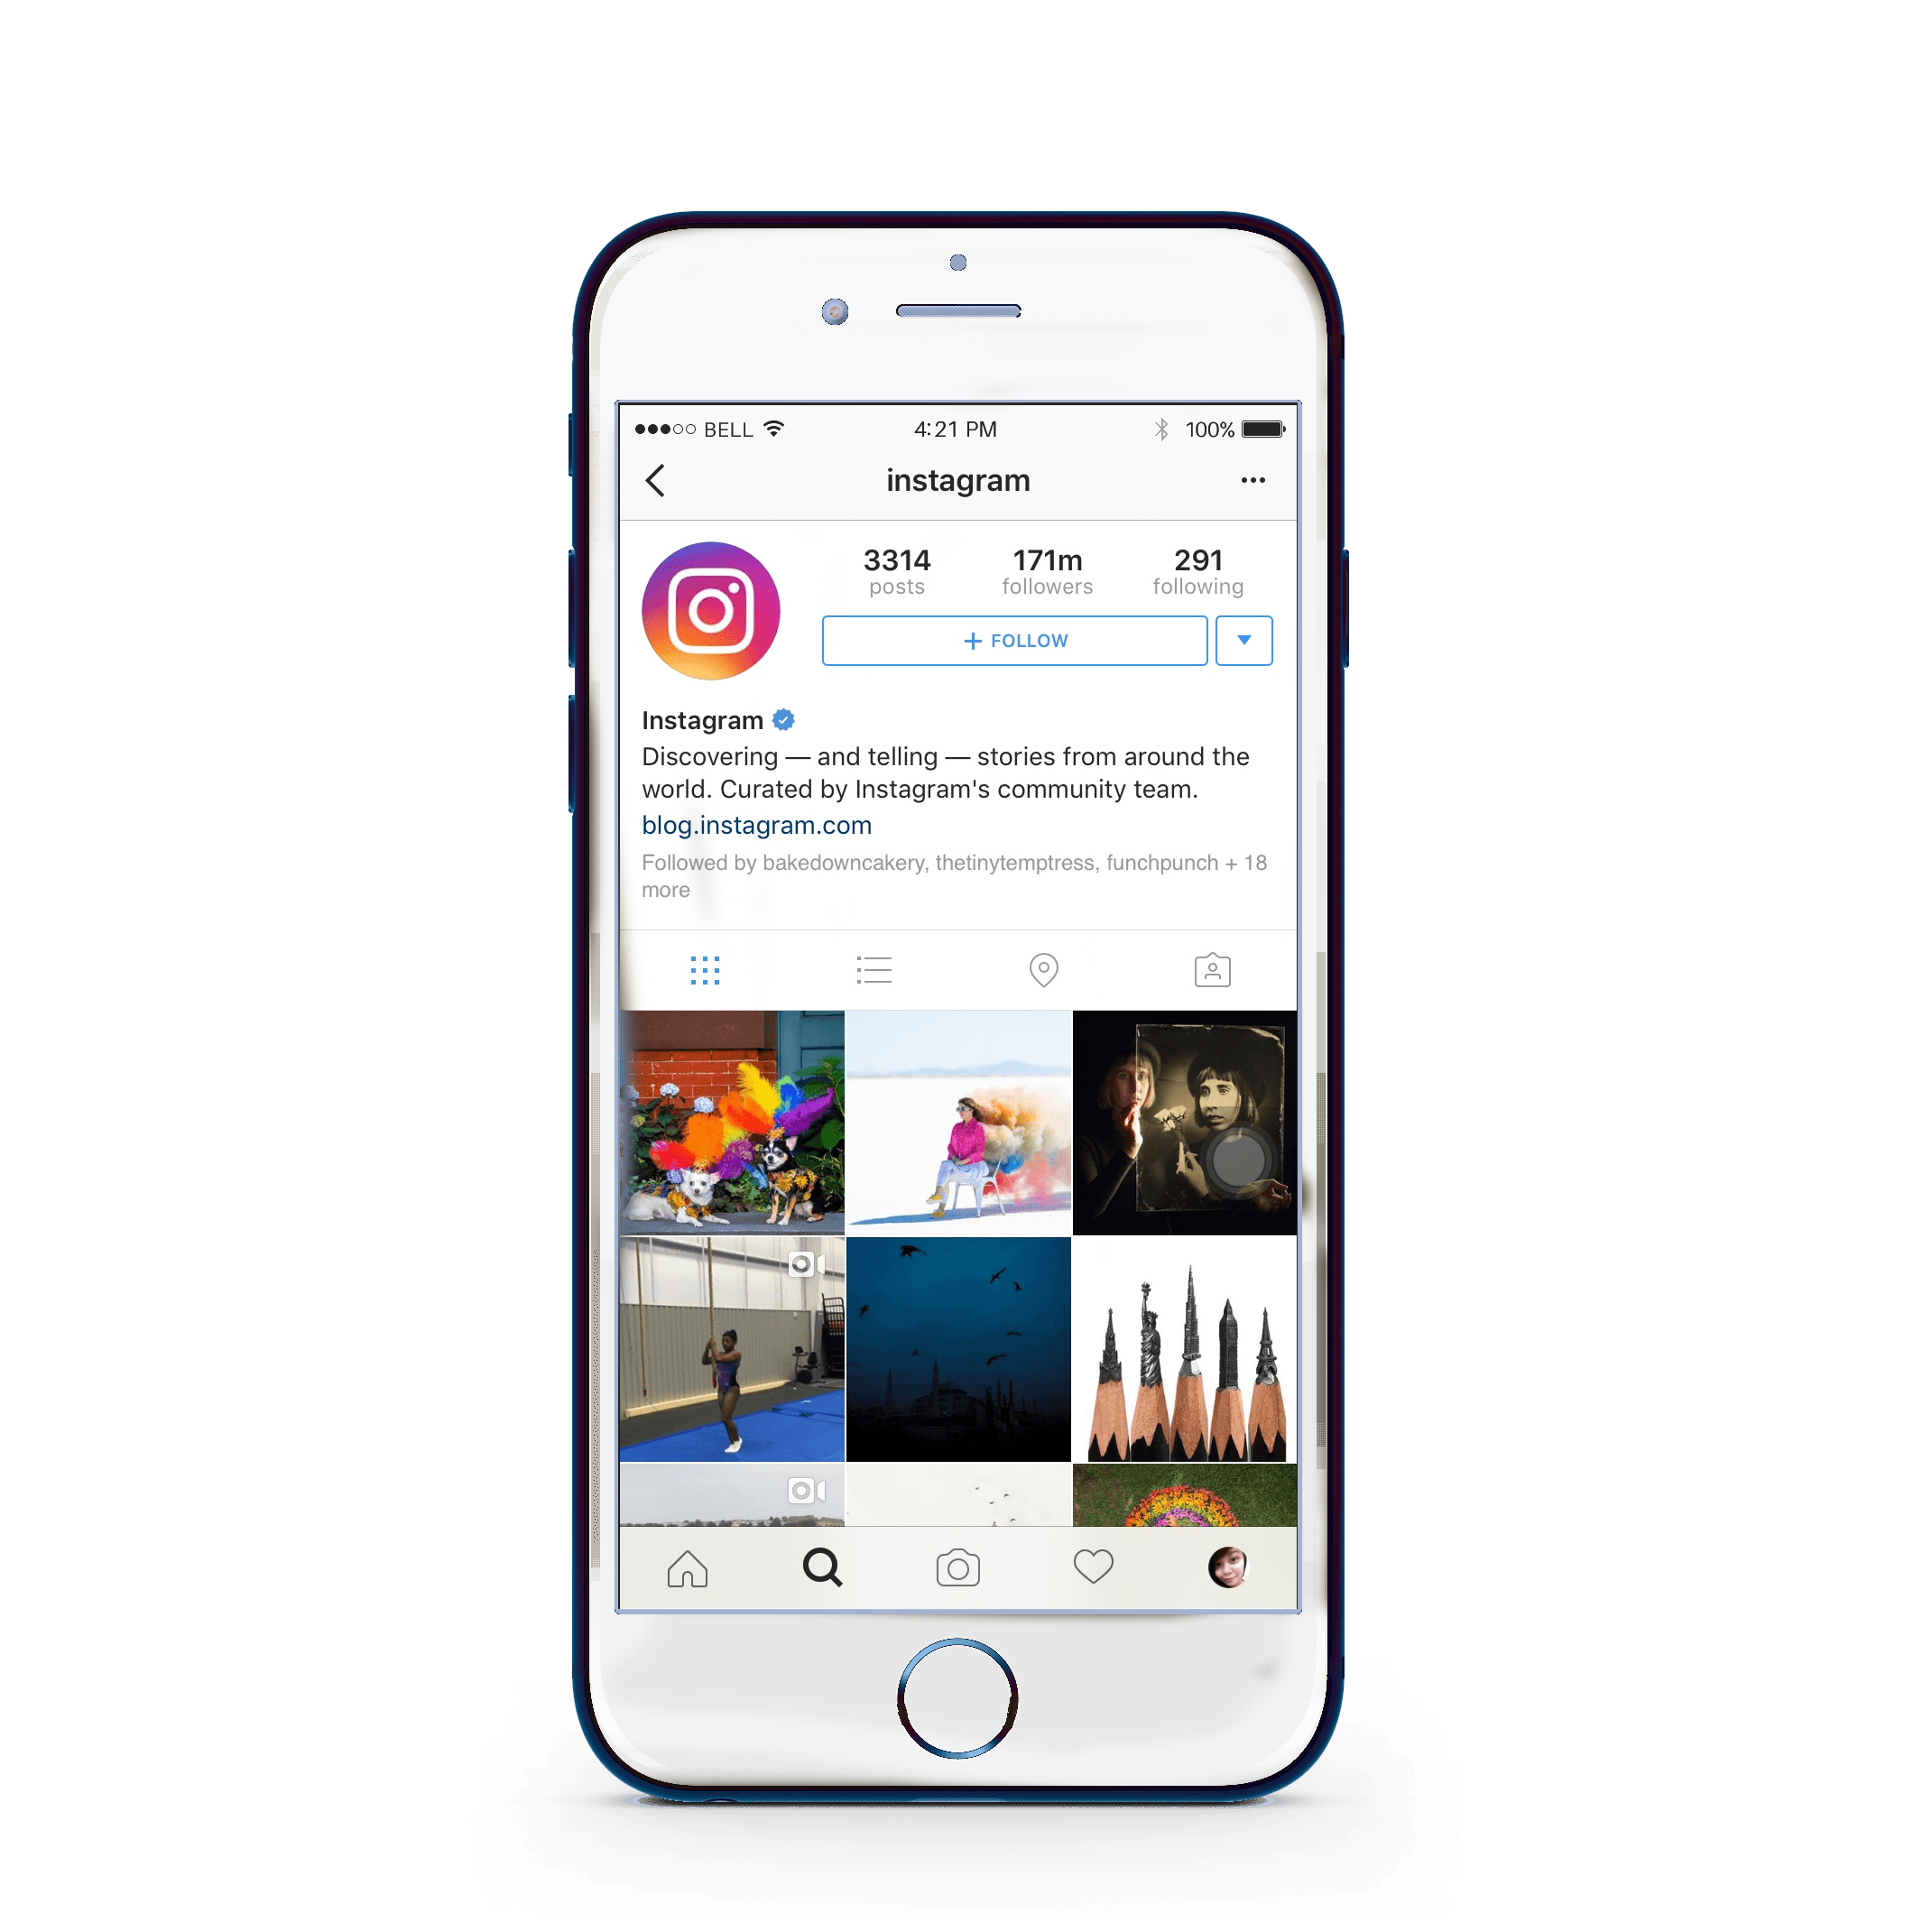 BELL 4:21 PM 100%
instagram
3314 171m 291
posts followers following
+ FOLLOW
Instagram
Discovering — and telling — stories from around the
world. Curated by Instagram's community team.
blog.instagram.com
Followed by bakedowncakery, thetinytemptress, funchpunch + 18
more